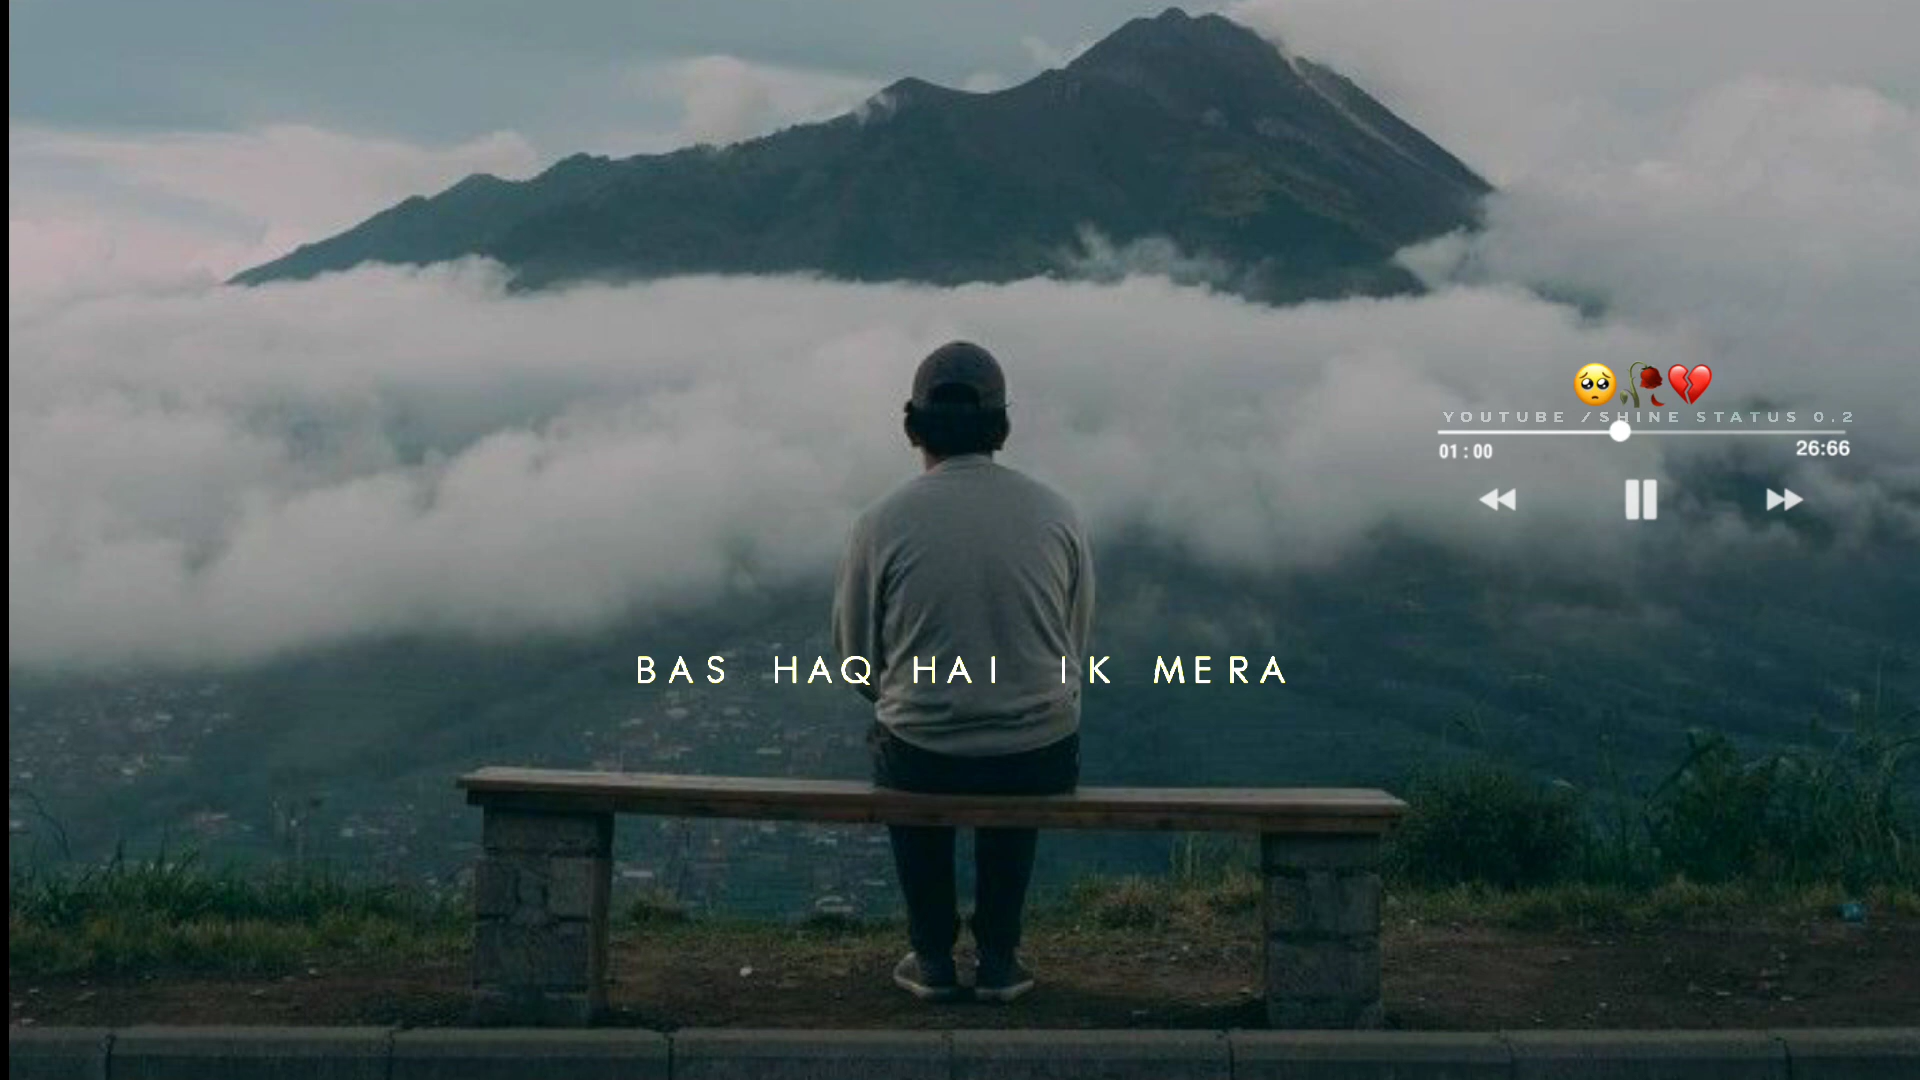 🥺🥀💔
YOUTUBE /SHINE STATUS 0.2
01:00
26:66
BAS HAQ HAI IK MERA